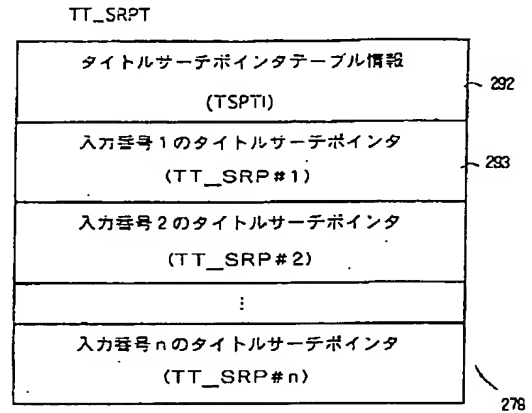 TT_SRPT
タイトルサーチポインタテーブル情報
(TSPTI)
292
入力番号1のタイトルサーチポインタ
(TT_SRP#1)
293
入力番号2のタイトルサーチポインタ
(TT_SRP#2)
⋮
入力番号nのタイトルサーチポインタ
(TT_SRP#n)
278